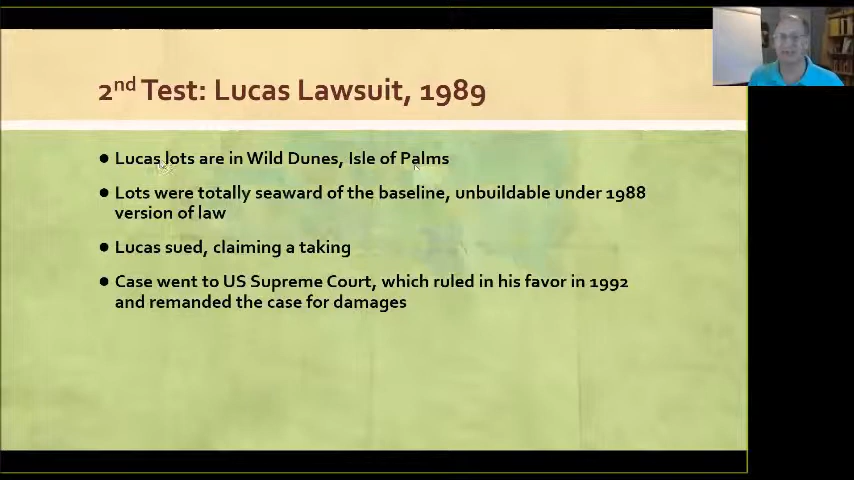 2nd Test: Lucas Lawsuit, 1989
● Lucas lots are in Wild Dunes, Isle of Palms
● Lots were totally seaward of the baseline, unbuildable under 1988
version of law
● Lucas sued, claiming a taking
● Case went to US Supreme Court, which ruled in his favor in 1992
and remanded the case for damages